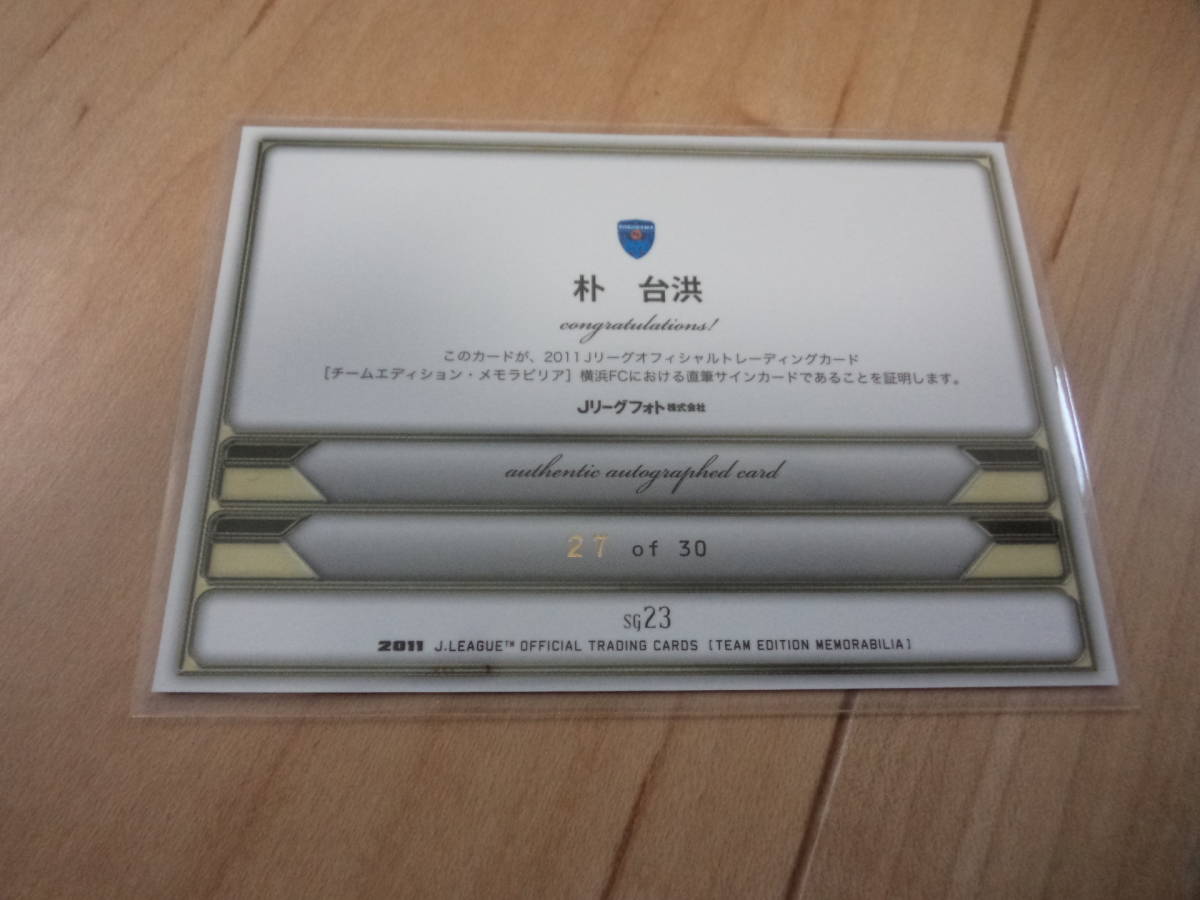 YOKOHAMA
朴　台洪
congratulations!
このカードが、2011Jリーグオフィシャルトレーディングカード
[チームエディション・メモラビリア] 横浜FCにおける直筆サインカードであることを証明します。
Jリーグフォト株式会社
authentic autographed card
27 of 30
SG23
2011 J.LEAGUE™ OFFICIAL TRADING CARDS [TEAM EDITION MEMORABILIA]